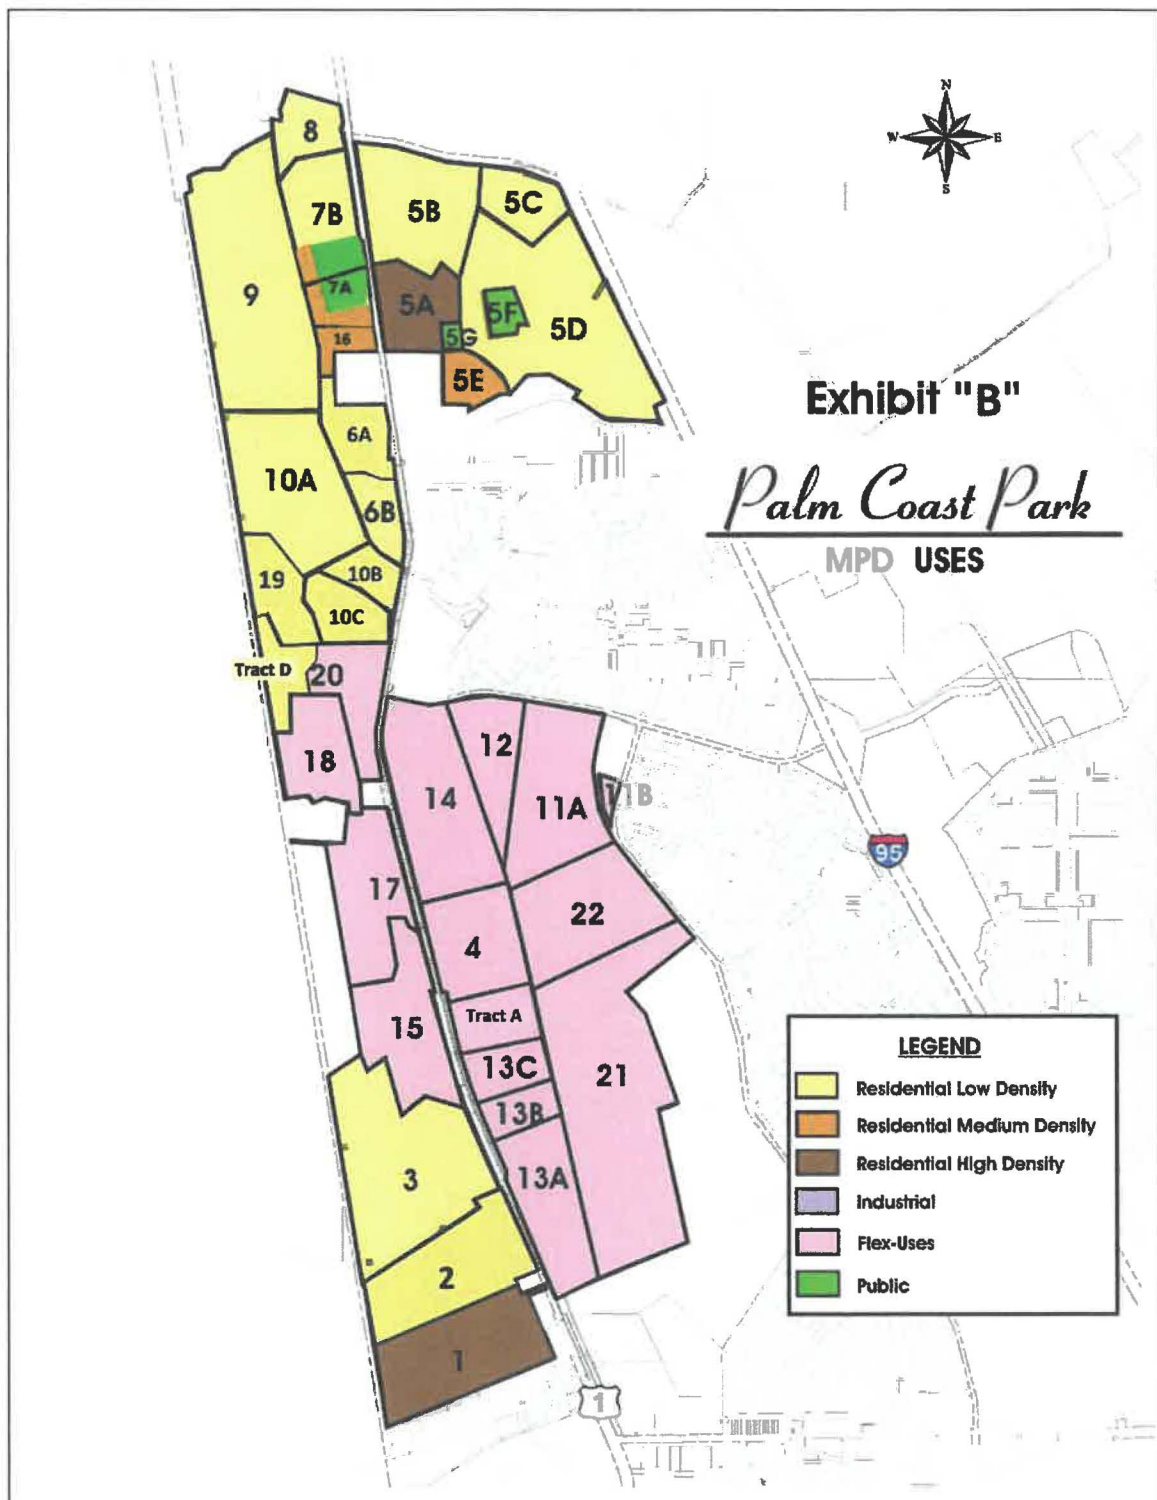 N
W E
S
8
7B
5B
5C
9
7A
5A
5F
5G
5D
16
5E
Exhibit "B"
6A
10A
6B
Palm Coast Park
MPD USES
19
10B
10C
Tract D
20
12
18
14
11A
11B
95
17
22
4
Tract A
15
13C
21
13B
13A
3
2
1
1
LEGEND
Residential Low Density
Residential Medium Density
Residential High Density
Industrial
Flex-Uses
Public